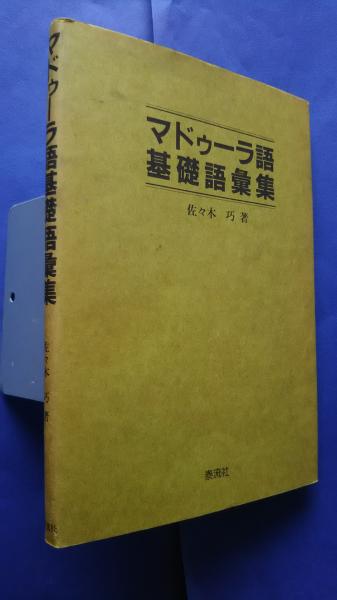 マドゥーラ語
基礎語彙集
佐々木 巧 著
泰流社
マドゥーラ語基礎語彙集
佐々木 巧 著